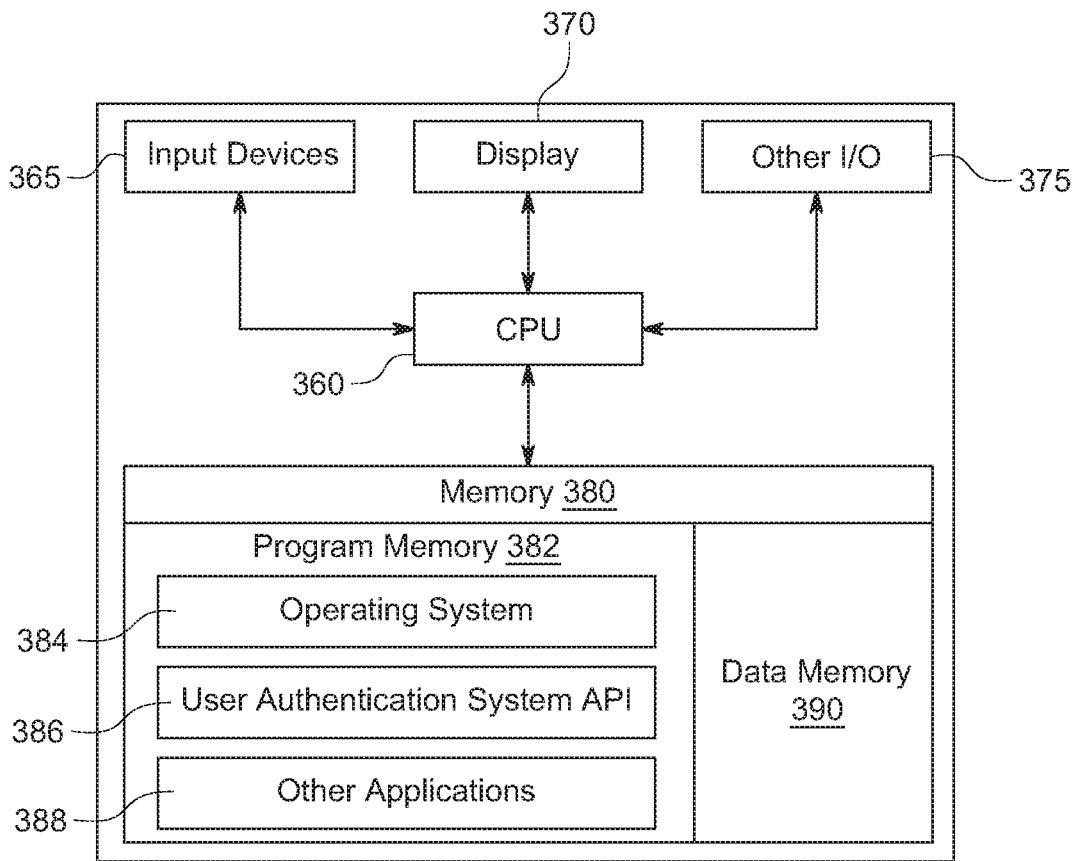 370
Input Devices
Display
Other I/O
365
375
CPU
360
Memory 380
Program Memory 382
Operating System
384
User Authentication System API
386
Data Memory
390
Other Applications
388